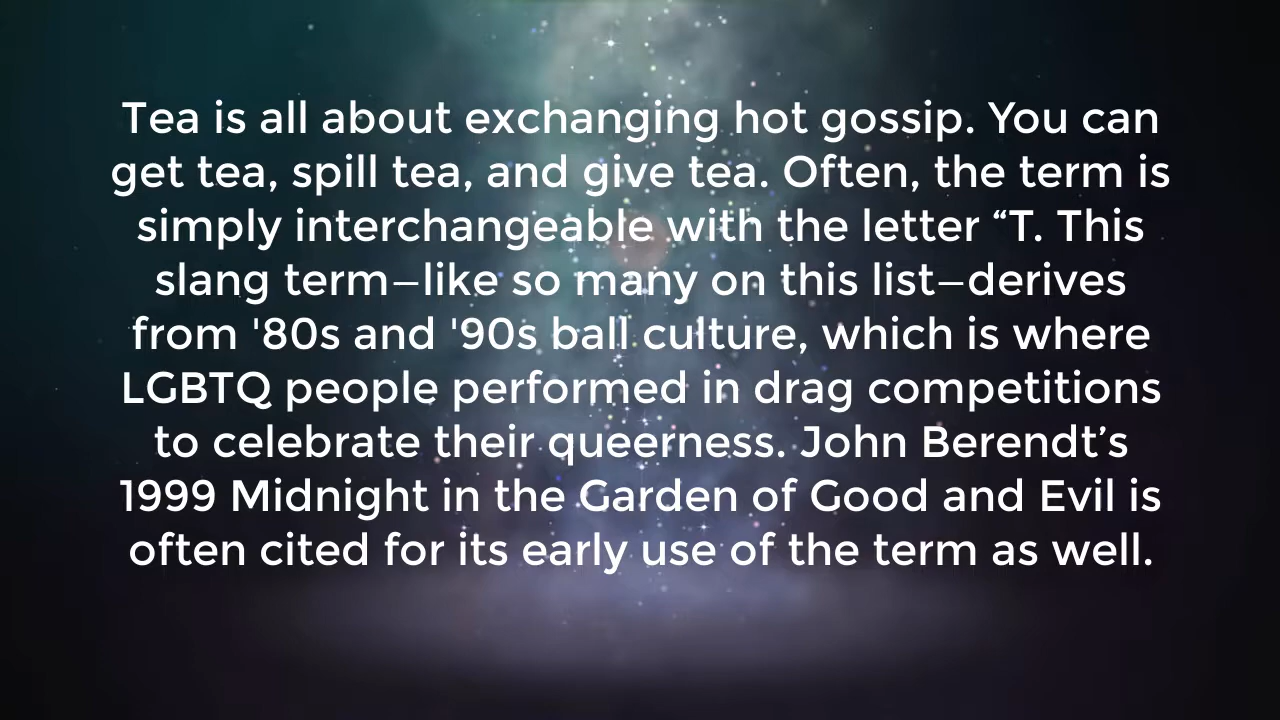 Tea is all about exchanging hot gossip. You can
get tea, spill tea, and give tea. Often, the term is
simply interchangeable with the letter “T. This
slang term—like so many on this list—derives
from '80s and '90s ball culture, which is where
LGBTQ people performed in drag competitions
to celebrate their queerness. John Berendt’s
1999 Midnight in the Garden of Good and Evil is
often cited for its early use of the term as well.